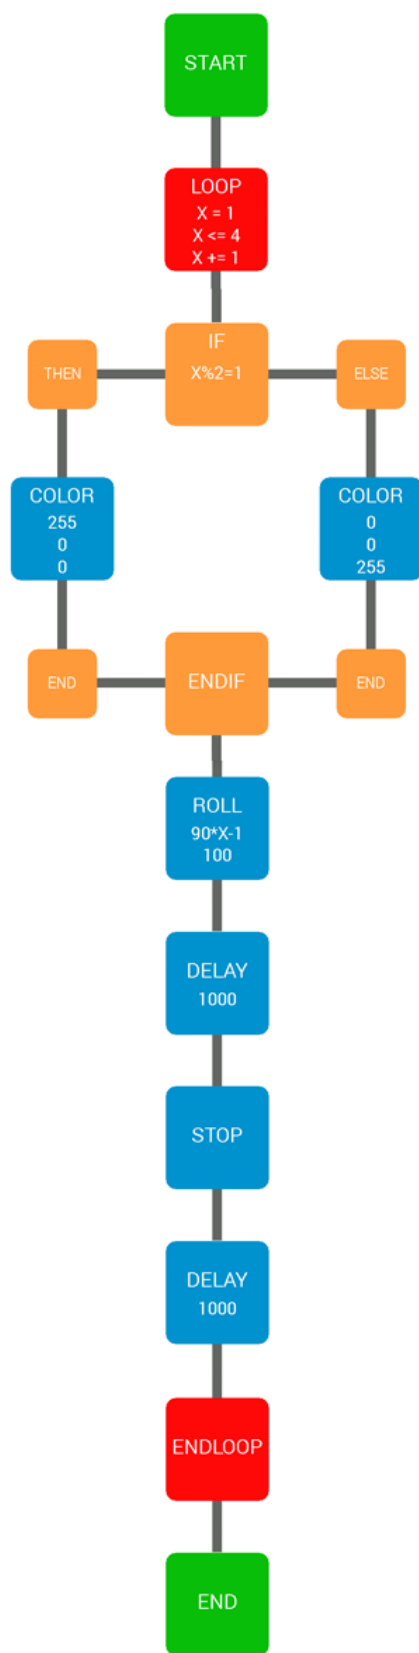 START
LOOP
X = 1
X <= 4
X += 1
IF
X%2=1
THEN
ELSE
COLOR
255
0
0
COLOR
0
0
255
END
ENDIF
END
ROLL
90*X-1
100
DELAY
1000
STOP
DELAY
1000
ENDLOOP
END